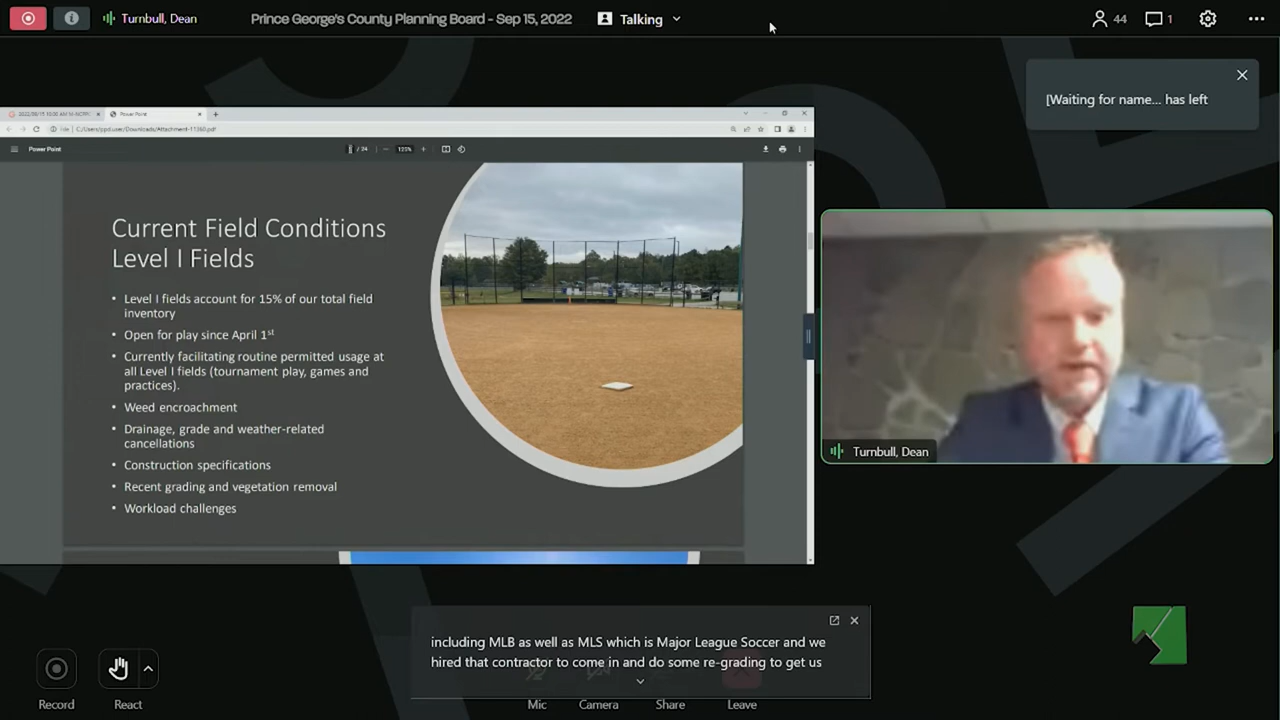 Turnbull, Dean
Prince George's County Planning Board - Sep 15, 2022
Talking
44
1
[Waiting for name... has left
Power Point
Power Point
/ 24
Current Field Conditions
Level I Fields
• Level I fields account for 15% of our total field
inventory
• Open for play since April 1st
• Currently facilitating routine permitted usage at
all Level I fields (tournament play, games and
practices).
• Weed encroachment
• Drainage, grade and weather-related
cancellations
• Construction specifications
• Recent grading and vegetation removal
• Workload challenges
Turnbull, Dean
including MLB as well as MLS which is Major League Soccer and we
hired that contractor to come in and do some re-grading to get us
Record
React
Mic
Camera
Share
Leave